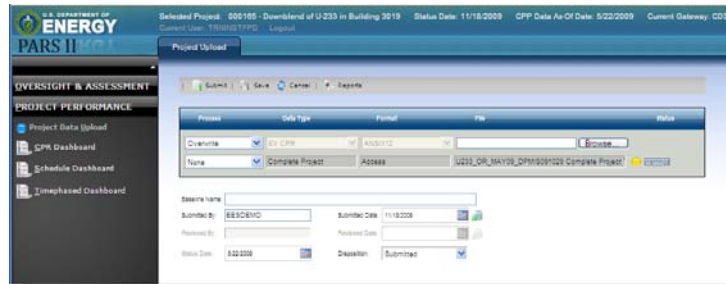 U.S. DEPARTMENT OF
ENERGY
PARS II
Selected Project: 000165 - Downblend of U-233 in Building 3019 Status Date: 11/18/2009 CPP Data As-Of Date: 5/22/2009 Current Gateway: CD
Current User: Logout
Project Upload
OVERSIGHT & ASSESSMENT
PROJECT PERFORMANCE
Project Data Upload
CPR Dashboard
Schedule Dashboard
Timephased Dashboard
Submit Save Cancel Reports
Process Data Type Format File Status
Overwrite EV CPR ANSI X12 Browse...
None Complete Project Access U233_OR_MAY09_DPMIS091029 Complete Project
Baseline Name
Submitted By EESDEMO Submitted Date 11/18/2009
Reviewed By Reviewed Date
Status Date 5/22/2009 Disposition Submitted